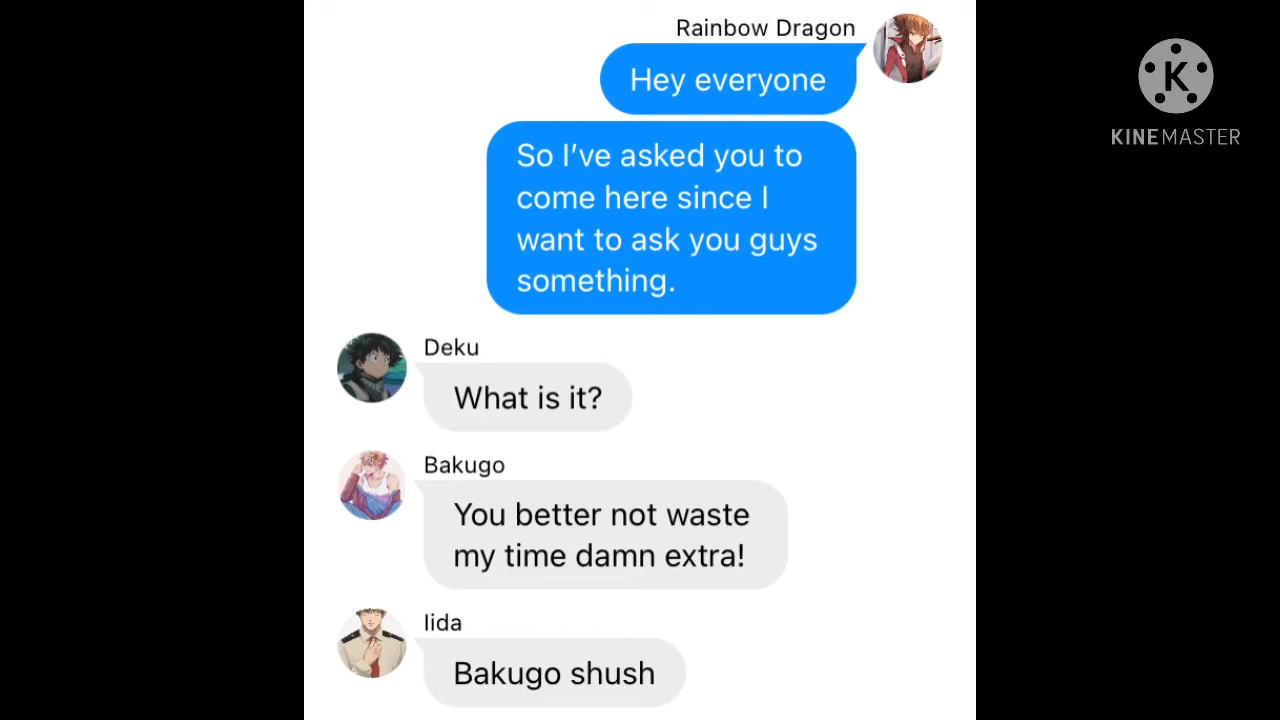 Rainbow Dragon
Hey everyone
So I’ve asked you to
come here since I
want to ask you guys
something.
Deku
What is it?
Bakugo
You better not waste
my time damn extra!
Iida
Bakugo shush
K
KINEMASTER